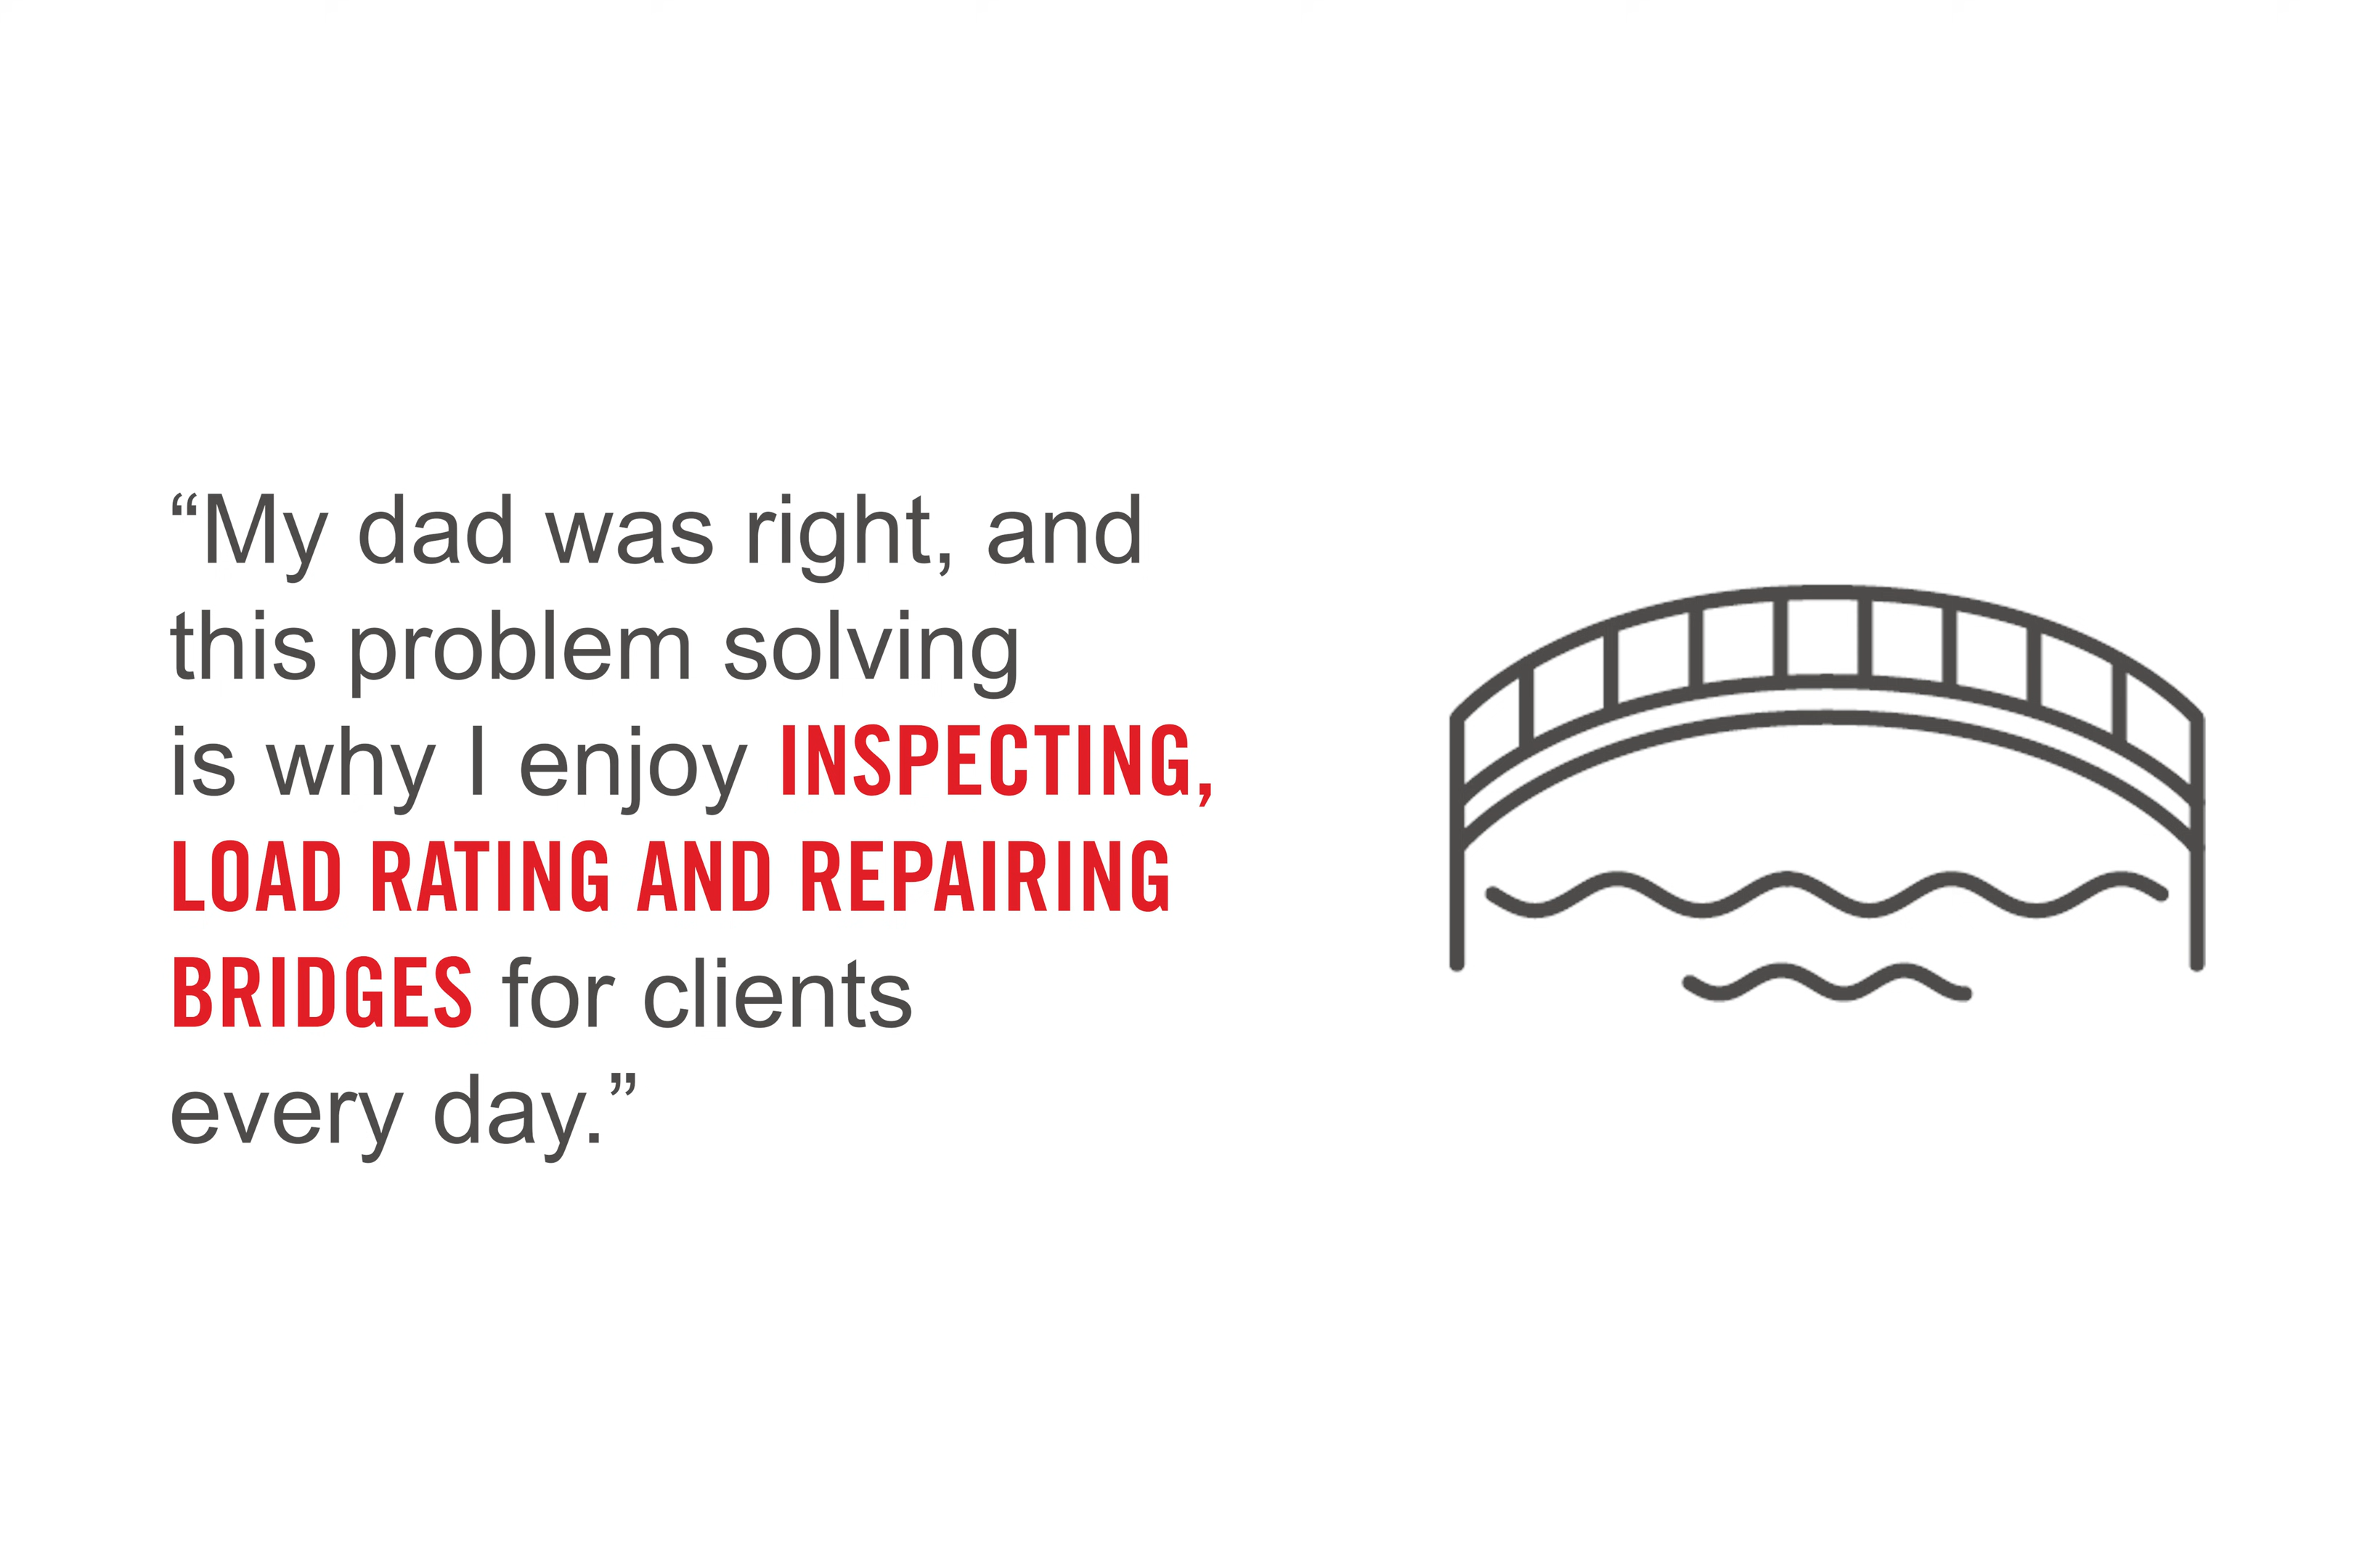 “My dad was right, and
this problem solving
is why I enjoy INSPECTING,
LOAD RATING AND REPAIRING
BRIDGES for clients
every day.”